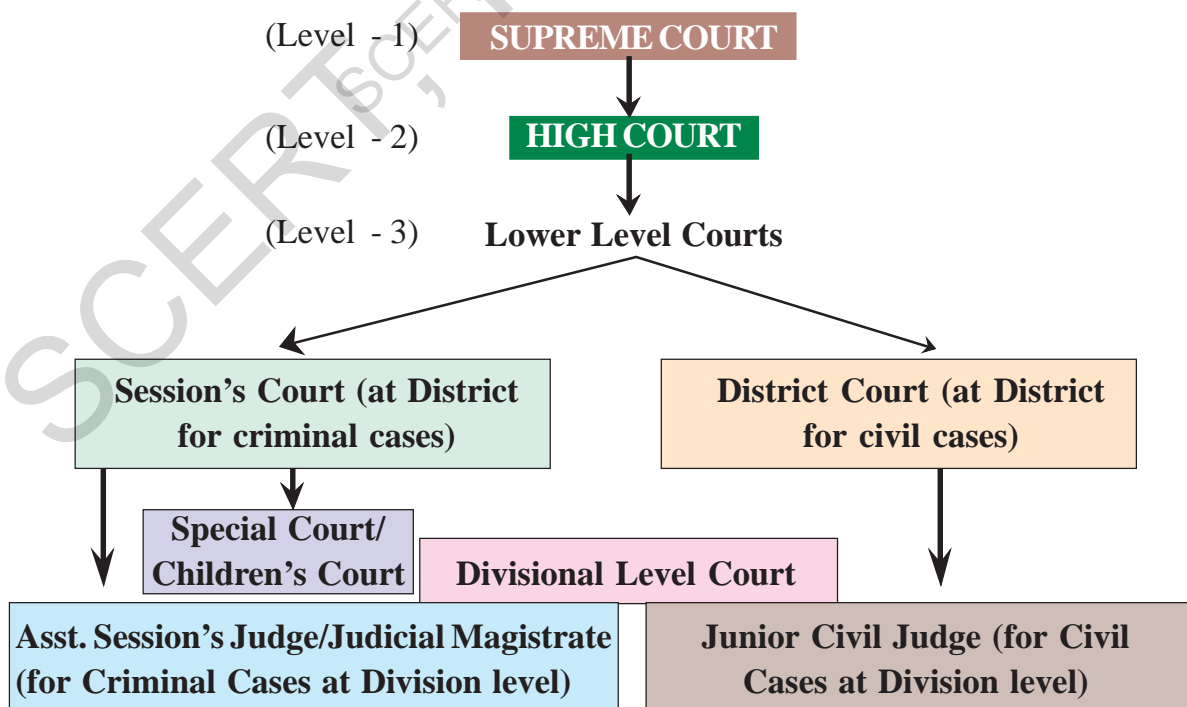 (Level - 1) SUPREME COURT
(Level - 2) HIGH COURT
(Level - 3) Lower Level Courts
Session's Court (at District
for criminal cases)
District Court (at District
for civil cases)
Special Court/
Children's Court
Divisional Level Court
Asst. Session's Judge/Judicial Magistrate
(for Criminal Cases at Division level)
Junior Civil Judge (for Civil
Cases at Division level)
SCERT,
SCER